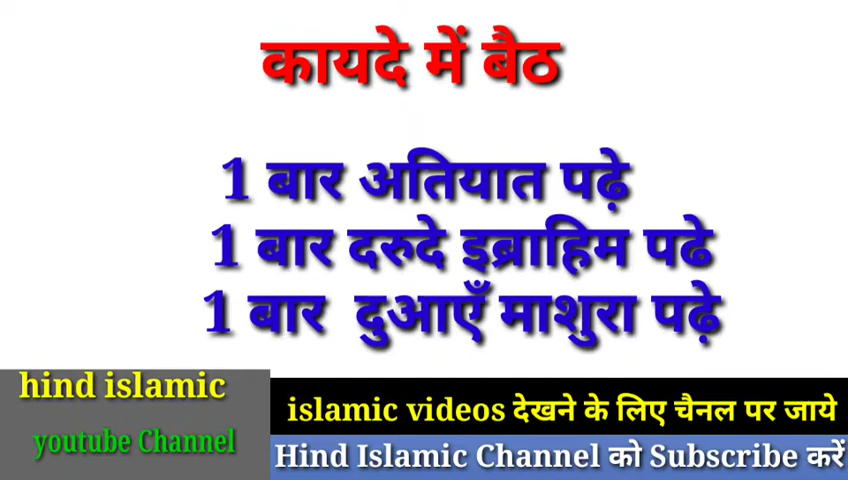 कायदे में बैठ
1 बार अतियात पढ़े
1 बार दरुदे इब्राहिम पढे
1 बार दुआएँ माशुरा पढ़े
hind islamic
youtube Channel
islamic videos देखने के लिए चैनल पर जाये
Hind Islamic Channel को Subscribe करें